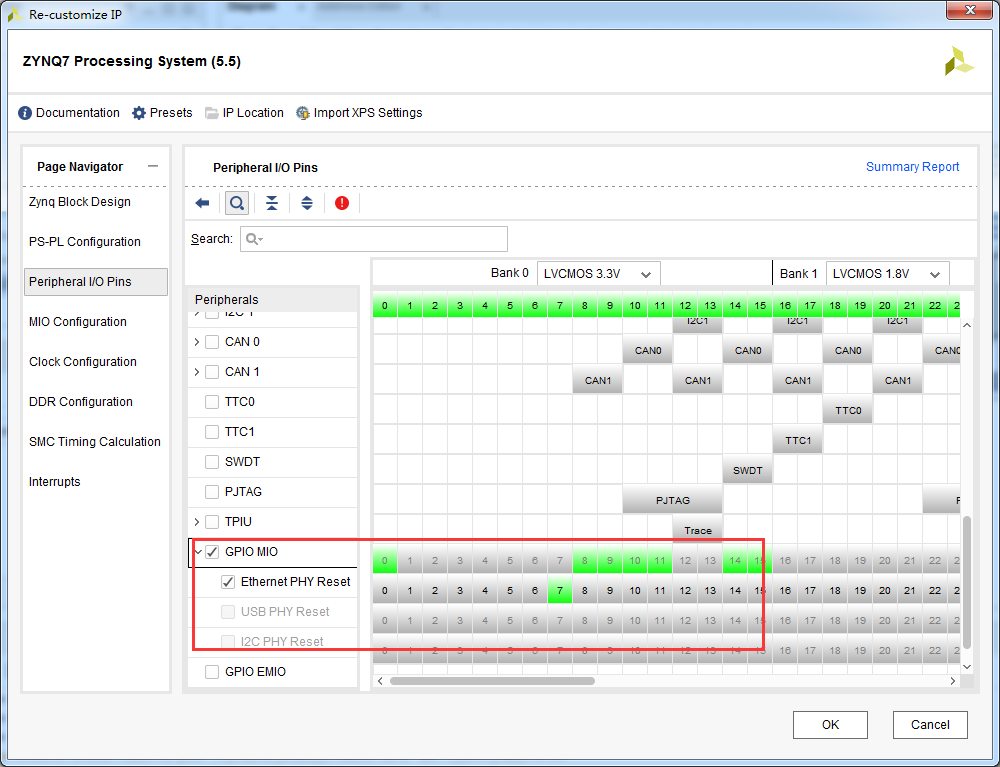 Re-customize IP
ZYNQ7 Processing System (5.5)
Documentation Presets IP Location Import XPS Settings
Page Navigator
Zynq Block Design
PS-PL Configuration
Peripheral I/O Pins
MIO Configuration
Clock Configuration
DDR Configuration
SMC Timing Calculation
Interrupts
Peripheral I/O Pins Summary Report
Search:
Bank 0 LVCMOS 3.3V Bank 1 LVCMOS 1.8V
Peripherals 0 1 2 3 4 5 6 7 8 9 10 11 12 13 14 15 16 17 18 19 20 21 22
I2C 1 I2C1 I2C1 I2C1
CAN 0 CAN0 CAN0 CAN0 CAN0
CAN 1 CAN1 CAN1 CAN1 CAN1
TTC0 TTC0
TTC1 TTC1
SWDT SWDT
PJTAG PJTAG
TPIU Trace
GPIO MIO 0 1 2 3 4 5 6 7 8 9 10 11 12 13 14 15 16 17 18 19 20 21 22
Ethernet PHY Reset 0 1 2 3 4 5 6 7 8 9 10 11 12 13 14 15 16 17 18 19 20 21 22
USB PHY Reset 0 1 2 3 4 5 6 7 8 9 10 11 12 13 14 15 16 17 18 19 20 21 22
I2C PHY Reset 0 1 2 3 4 5 6 7 8 9 10 11 12 13 14 15 16 17 18 19 20 21 22
GPIO EMIO
OK Cancel